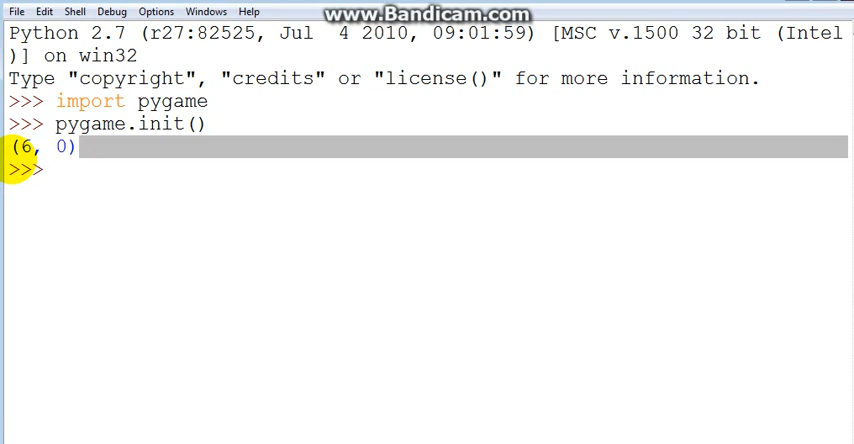 www.Bandicam.com
File Edit Shell Debug Options Windows Help
Python 2.7 (r27:82525, Jul  4 2010, 09:01:59) [MSC v.1500 32 bit (Intel
)] on win32
Type "copyright", "credits" or "license()" for more information.
>>> import pygame
>>> pygame.init()
(6, 0)
>>>